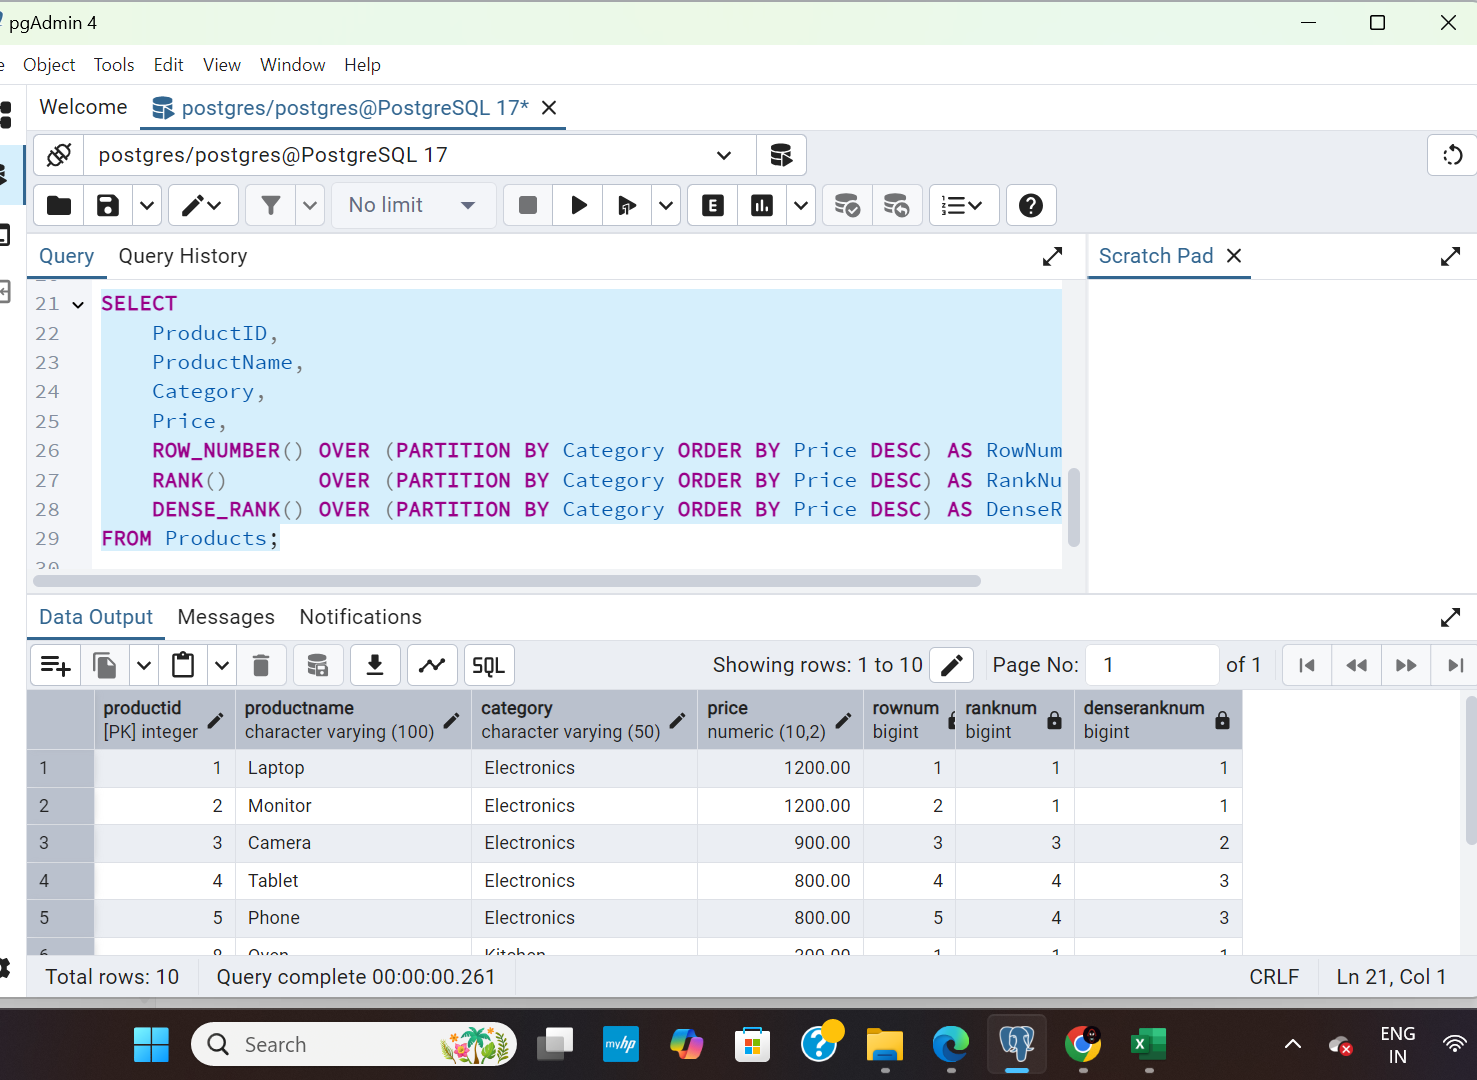 pgAdmin 4
Object Tools Edit View Window Help
Welcome postgres/postgres@PostgreSQL 17*
postgres/postgres@PostgreSQL 17
No limit
E
Query Query History
Scratch Pad
21 SELECT
22 ProductID,
23 ProductName,
24 Category,
25 Price,
26 ROW_NUMBER() OVER (PARTITION BY Category ORDER BY Price DESC) AS RowNum
27 RANK() OVER (PARTITION BY Category ORDER BY Price DESC) AS RankNu
28 DENSE_RANK() OVER (PARTITION BY Category ORDER BY Price DESC) AS DenseR
29 FROM Products;
30
Data Output Messages Notifications
SQL Showing rows: 1 to 10 Page No: 1 of 1
productid productname category price rownum ranknum denseranknum
[PK] integer character varying (100) character varying (50) numeric (10,2) bigint bigint bigint
1 1 Laptop Electronics 1200.00 1 1 1
2 2 Monitor Electronics 1200.00 2 1 1
3 3 Camera Electronics 900.00 3 3 2
4 4 Tablet Electronics 800.00 4 4 3
5 5 Phone Electronics 800.00 5 4 3
Oven Kitchen
Total rows: 10 Query complete 00:00:00.261 CRLF Ln 21, Col 1
Search
myhp
ENG
IN